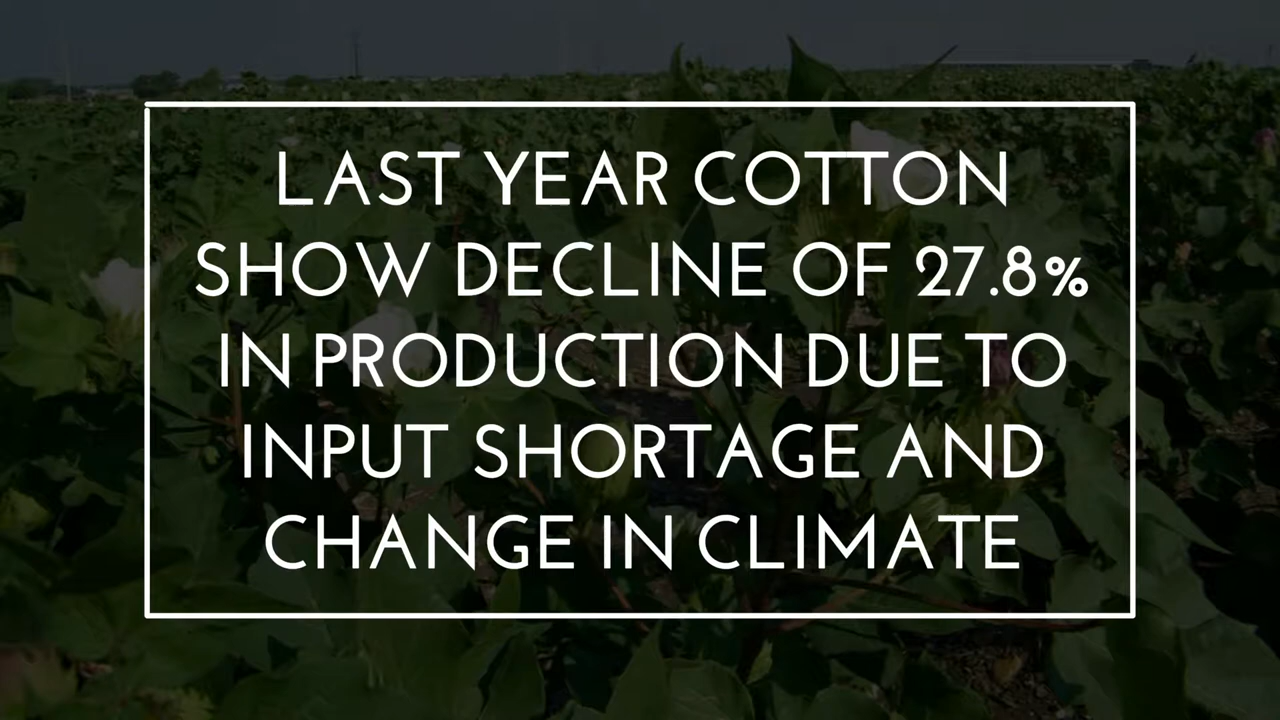 LAST YEAR COTTON
SHOW DECLINE OF 27.8%
IN PRODUCTION DUE TO
INPUT SHORTAGE AND
CHANGE IN CLIMATE